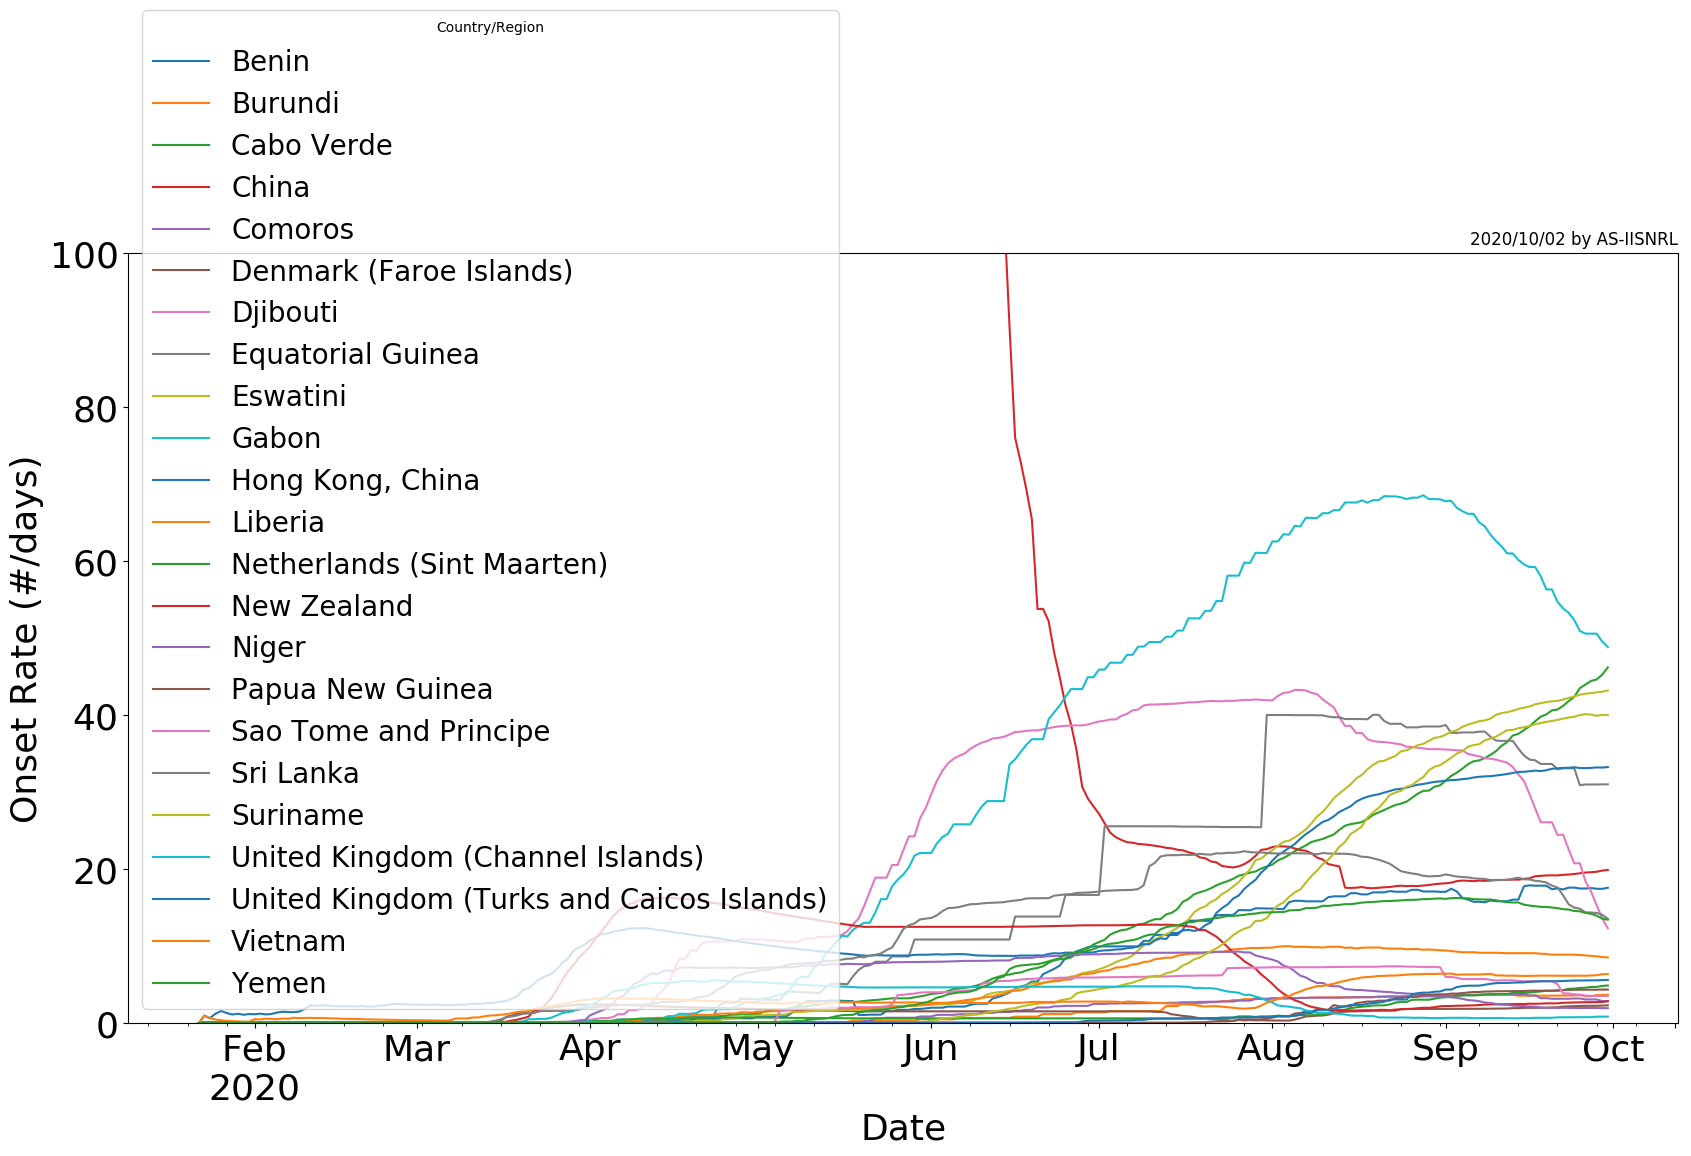 Country/Region
Benin
Burundi
Cabo Verde
China
Comoros
Denmark (Faroe Islands)
Djibouti
Equatorial Guinea
Eswatini
Gabon
Hong Kong, China
Liberia
Netherlands (Sint Maarten)
New Zealand
Niger
Papua New Guinea
Sao Tome and Principe
Sri Lanka
Suriname
United Kingdom (Channel Islands)
United Kingdom (Turks and Caicos Islands)
Vietnam
Yemen
2020/10/02 by AS-IISNRL
Onset Rate (#/days)
100
80
60
40
20
0
Feb Mar Apr May Jun Jul Aug Sep Oct
2020
Date